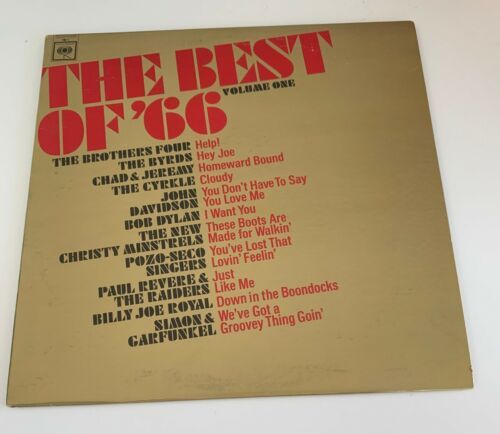 THE BEST
OF '66
VOLUME ONE
THE BROTHERS FOUR Help!
THE BYRDS Hey Joe
CHAD & JEREMY Homeward Bound
THE CYRKLE Cloudy
JOHN DAVIDSON You Don't Have To Say You Love Me
BOB DYLAN I Want You
THE NEW CHRISTY MINSTRELS These Boots Are Made for Walkin'
POZO-SECO SINGERS You've Lost That Lovin' Feelin'
PAUL REVERE & THE RAIDERS Just Like Me
BILLY JOE ROYAL Down in the Boondocks
SIMON & GARFUNKEL We've Got a Groovey Thing Goin'